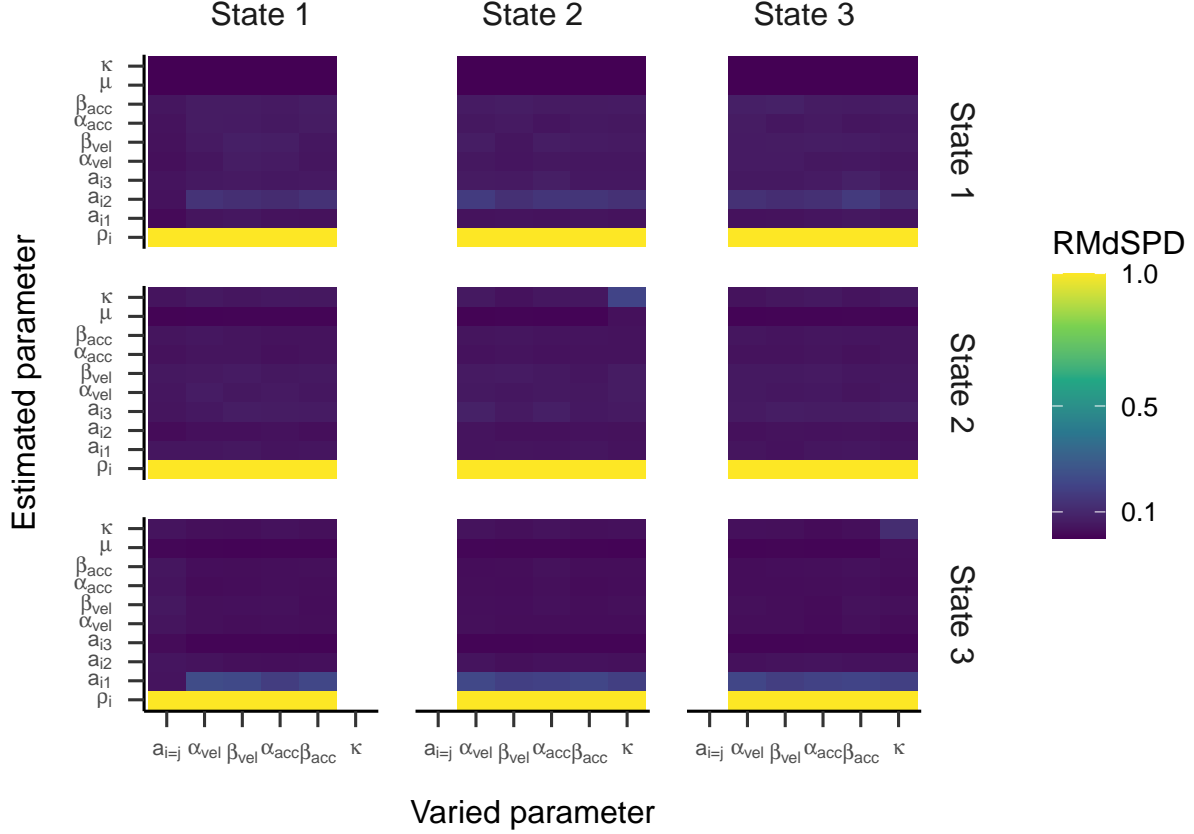 State 1 State 2 State 3
κ
μ
βacc
αacc
βvel
αvel
ai3
ai2
ai1
ρi
State 1
κ
μ
βacc
αacc
βvel
αvel
ai3
ai2
ai1
ρi
State 2
κ
μ
βacc
αacc
βvel
αvel
ai3
ai2
ai1
ρi
State 3
Estimated parameter
ai=j αvel βvel αacc βacc κ
ai=j αvel βvel αacc βacc κ
ai=j αvel βvel αacc βacc κ
Varied parameter
RMdSPD
1.0
0.5
0.1